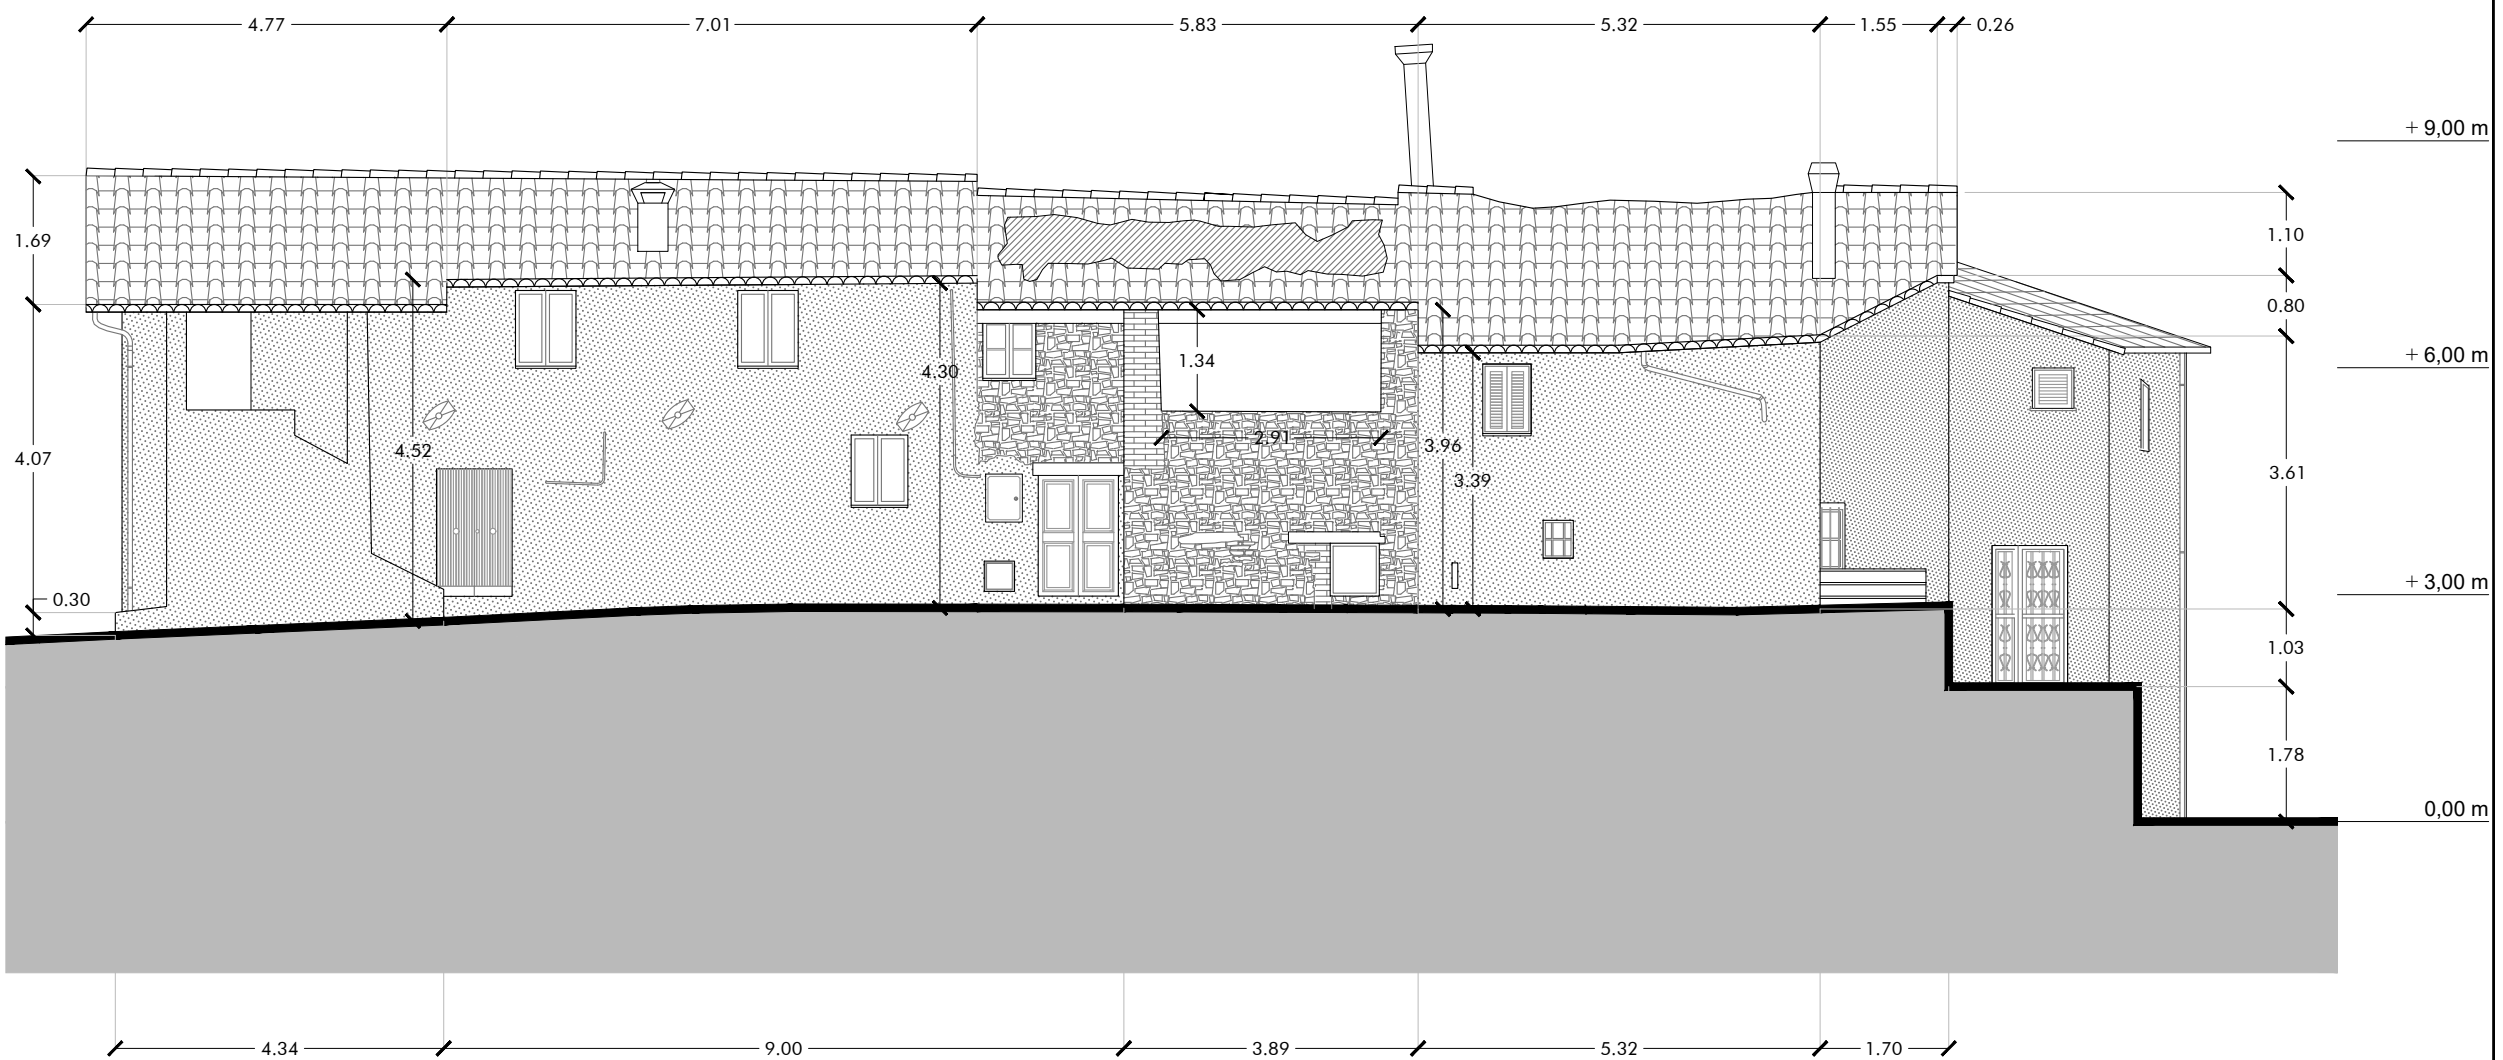 4.77 7.01 5.83 5.32 1.55 0.26
+ 9,00 m
1.69
1.10
0.80
1.34
+ 6,00 m
4.30
2.91
3.96
4.52
4.07
3.61
3.39
+ 3,00 m
0.30
1.03
1.78
0,00 m
4.34 9.00 3.89 5.32 1.70